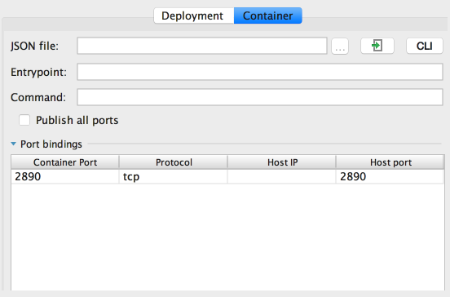 Deployment Container
JSON file: ... CLI
Entrypoint:
Command:
Publish all ports
Port bindings
Container Port Protocol Host IP Host port
2890 tcp 2890